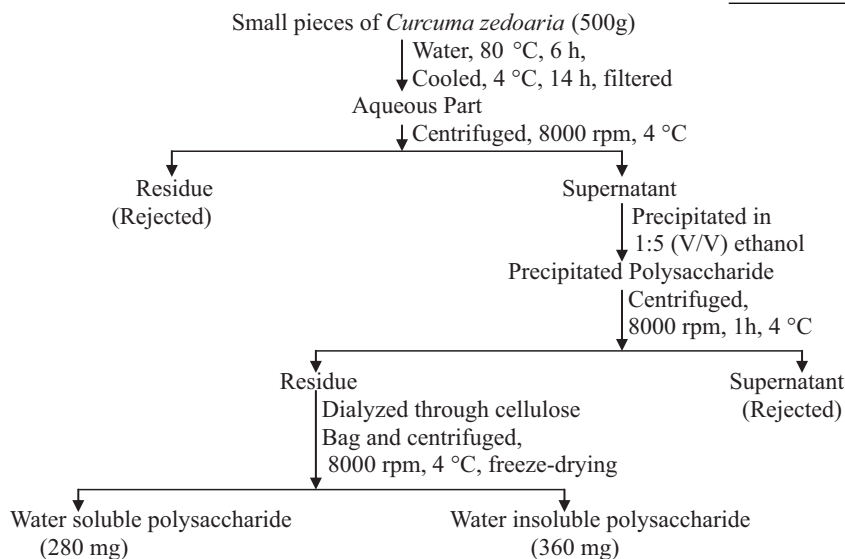 Small pieces of Curcuma zedoaria (500g)
Water, 80 °C, 6 h,
Cooled, 4 °C, 14 h, filtered
Aqueous Part
Centrifuged, 8000 rpm, 4 °C
Residue
(Rejected)
Supernatant
Precipitated in
1:5 (V/V) ethanol
Precipitated Polysaccharide
Centrifuged,
8000 rpm, 1h, 4 °C
Residue
Supernatant
(Rejected)
Dialyzed through cellulose
Bag and centrifuged,
8000 rpm, 4 °C, freeze-drying
Water soluble polysaccharide
(280 mg)
Water insoluble polysaccharide
(360 mg)